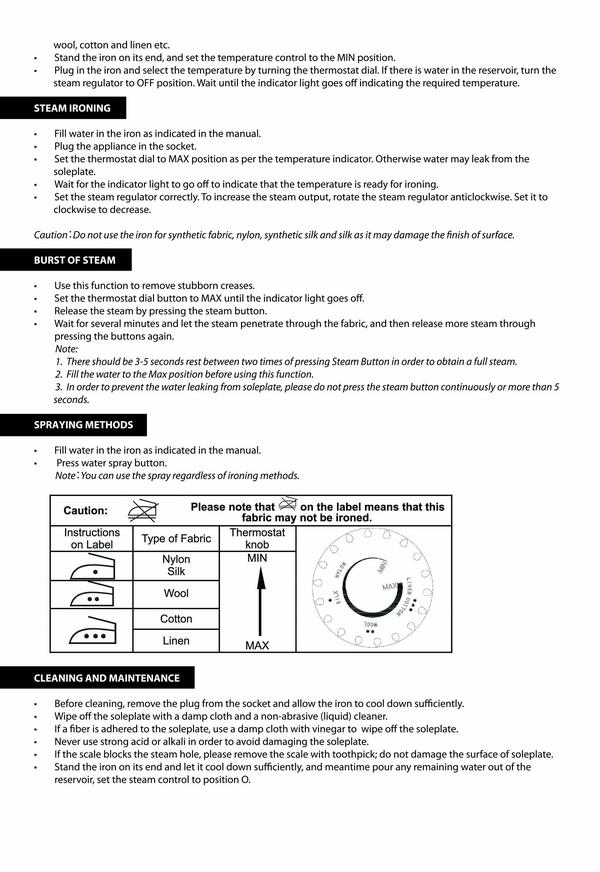 wool, cotton and linen etc.
• Stand the iron on its end, and set the temperature control to the MIN position.
• Plug in the iron and select the temperature by turning the thermostat dial. If there is water in the reservoir, turn the
steam regulator to OFF position. Wait until the indicator light goes off indicating the required temperature.
STEAM IRONING
• Fill water in the iron as indicated in the manual.
• Plug the appliance in the socket.
• Set the thermostat dial to MAX position as per the temperature indicator. Otherwise water may leak from the
soleplate.
• Wait for the indicator light to go off to indicate that the temperature is ready for ironing.
• Set the steam regulator correctly. To increase the steam output, rotate the steam regulator anticlockwise. Set it to
clockwise to decrease.
Caution: Do not use the iron for synthetic fabric, nylon, synthetic silk and silk as it may damage the finish of surface.
BURST OF STEAM
• Use this function to remove stubborn creases.
• Set the thermostat dial button to MAX until the indicator light goes off.
• Release the steam by pressing the steam button.
• Wait for several minutes and let the steam penetrate through the fabric, and then release more steam through
pressing the buttons again.
Note:
1. There should be 3-5 seconds rest between two times of pressing Steam Button in order to obtain a full steam.
2. Fill the water to the Max position before using this function.
3. In order to prevent the water leaking from soleplate, please do not press the steam button continuously or more than 5
seconds.
SPRAYING METHODS
• Fill water in the iron as indicated in the manual.
• Press water spray button.
Note: You can use the spray regardless of ironing methods.
Caution: Please note that on the label means that this
fabric may not be ironed.
Instructions
on Label
Type of Fabric
Thermostat
knob
Nylon
Silk
Wool
Cotton
Linen
MIN
MAX
NYLON
MIN
MAX
SILK
LINEN COTTON
WOOL
CLEANING AND MAINTENANCE
• Before cleaning, remove the plug from the socket and allow the iron to cool down sufficiently.
• Wipe off the soleplate with a damp cloth and a non-abrasive (liquid) cleaner.
• If a fiber is adhered to the soleplate, use a damp cloth with vinegar to wipe off the soleplate.
• Never use strong acid or alkali in order to avoid damaging the soleplate.
• If the scale blocks the steam hole, please remove the scale with toothpick; do not damage the surface of soleplate.
• Stand the iron on its end and let it cool down sufficiently, and meantime pour any remaining water out of the
reservoir, set the steam control to position O.